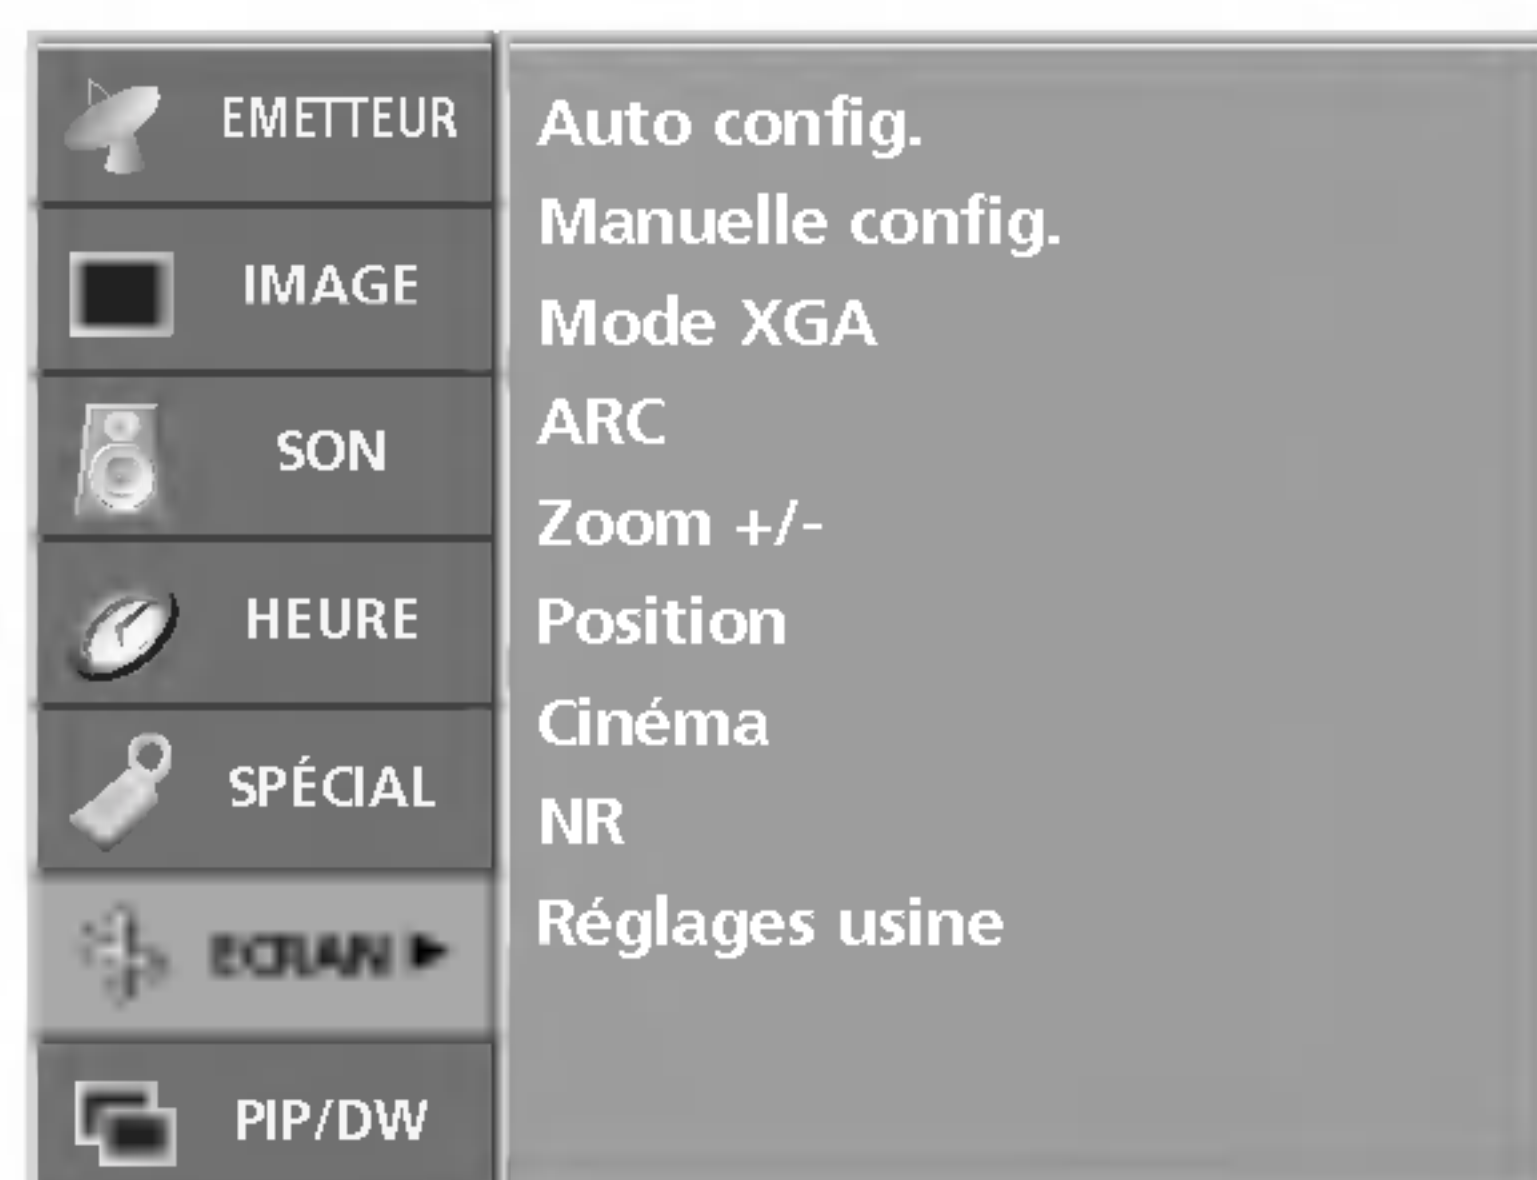 EMETTEUR
IMAGE
SON
HEURE
SPÉCIAL
ECRAN ►
PIP/DW
Auto config.
Manuelle config.
Mode XGA
ARC
Zoom +/-
Position
Cinéma
NR
Réglages usine